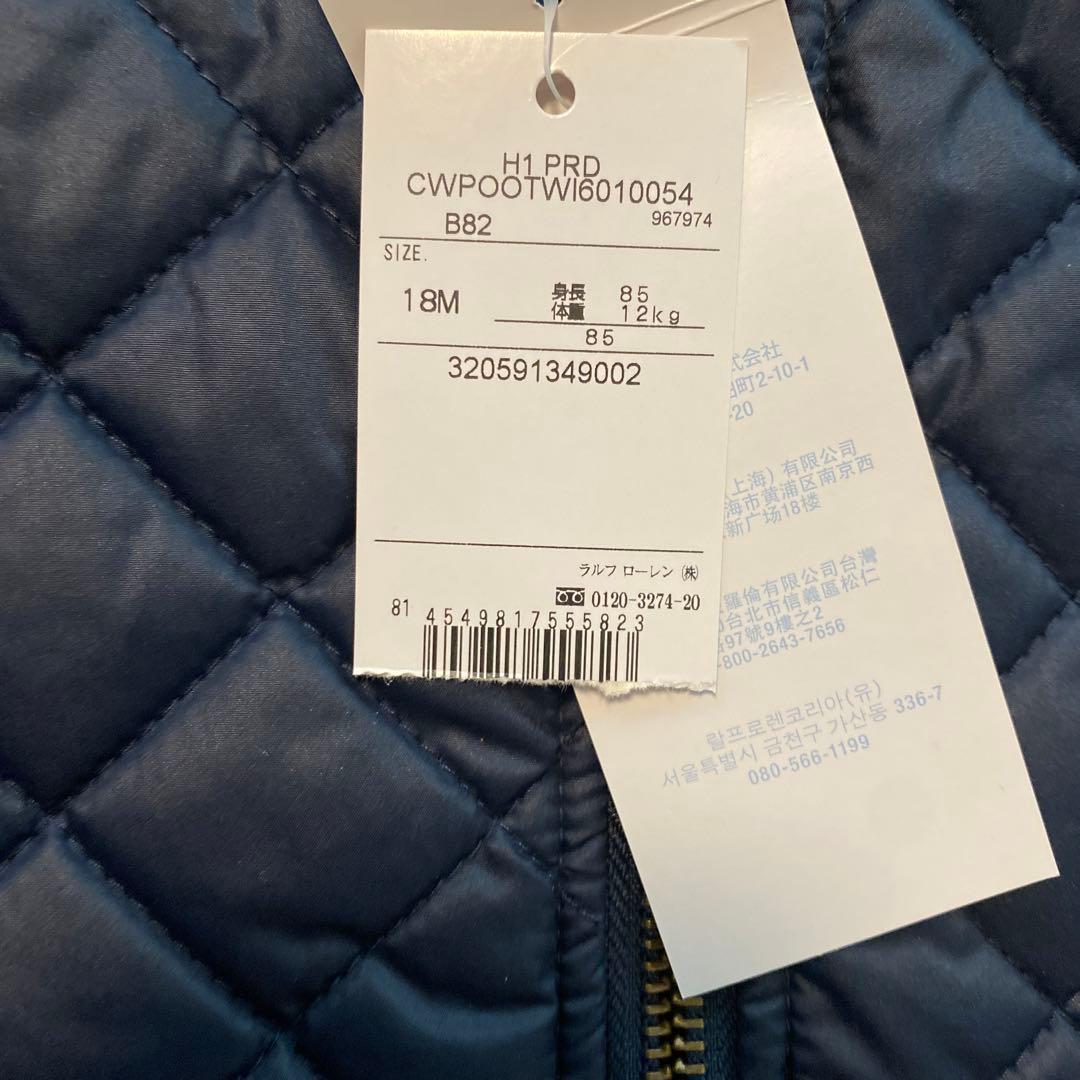 H1 PRD
CWPOOTWI6010054
B82
967974
SIZE.
18M
身長 85
体重 12kg
85
320591349002
ラルフ ローレン ㈱
0120-3274-20
81
4549817555823
式会社
町2-10-1
-20
上海) 有限公司
海市黄浦区南京西
新广场18楼
羅倫有限公司台灣
台北市信義區松仁
97號9樓之2
-800-2643-7656
랄프로렌코리아(유)
서울특별시 금천구 가산동 336-7
080-566-1199